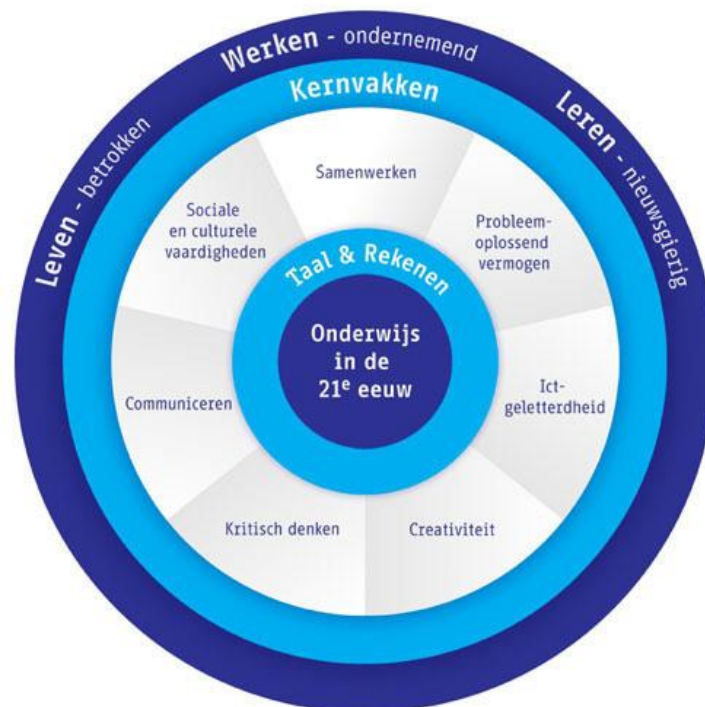 Werken - ondernemend
Leven - betrokken
Leren - nieuwsgierig
Kernvakken
Samenwerken
Sociale
en culturele
vaardigheden
Probleem-
oplossend
vermogen
Taal & Rekenen
Onderwijs
in de
21e eeuw
Communiceren
Ict-
geletterdheid
Kritisch denken
Creativiteit